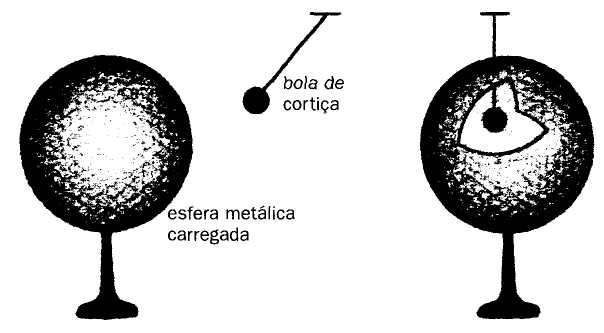 bola de
cortiça
esfera metálica
carregada